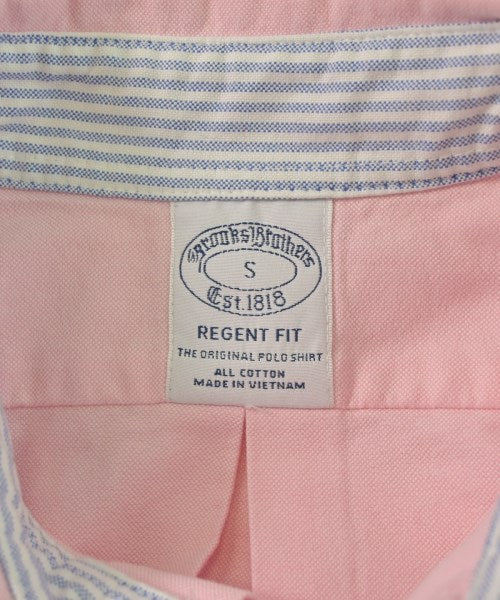 Brooks Brothers
S
Est. 1818
REGENT FIT
THE ORIGINAL POLO SHIRT
ALL COTTON
MADE IN VIETNAM